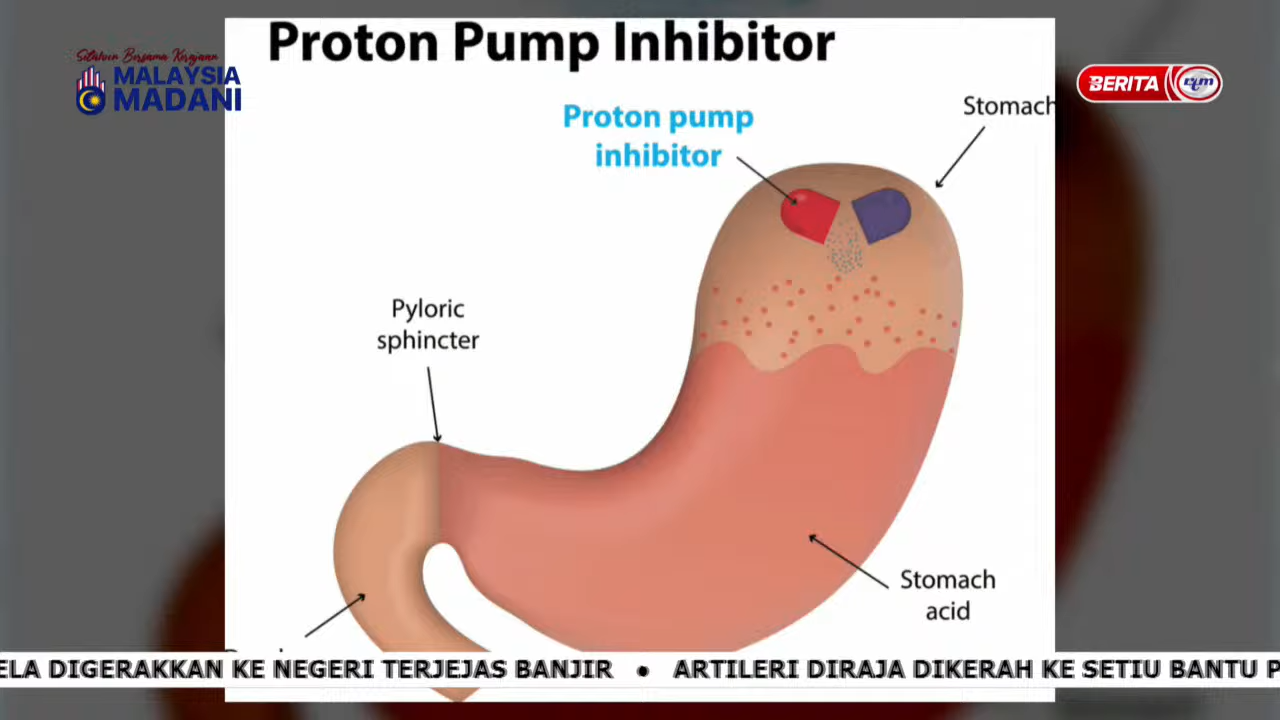 Proton Pump Inhibitor
Setahun Bersama Kerajaan
MALAYSIA
MADANI
BERITA
RTM
Proton pump
inhibitor
Stomach
Pyloric
sphincter
Stomach
acid
ELA DIGERAKKAN KE NEGERI TERJEJAS BANJIR • ARTILERI DIRAJA DIKERAH KE SETIU BANTU P